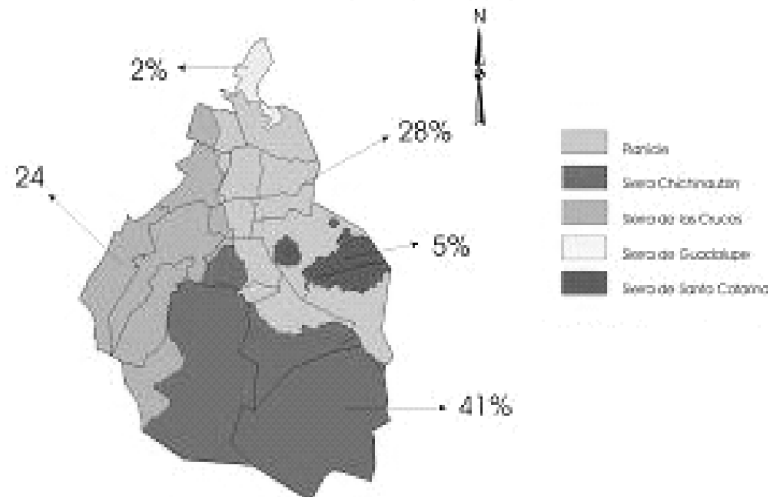 N
2%
28%
24
5%
41%
Planicie
Sierra Chichinautzin
Sierra de las Cruces
Sierra de Guadalupe
Sierra de Santa Catarina